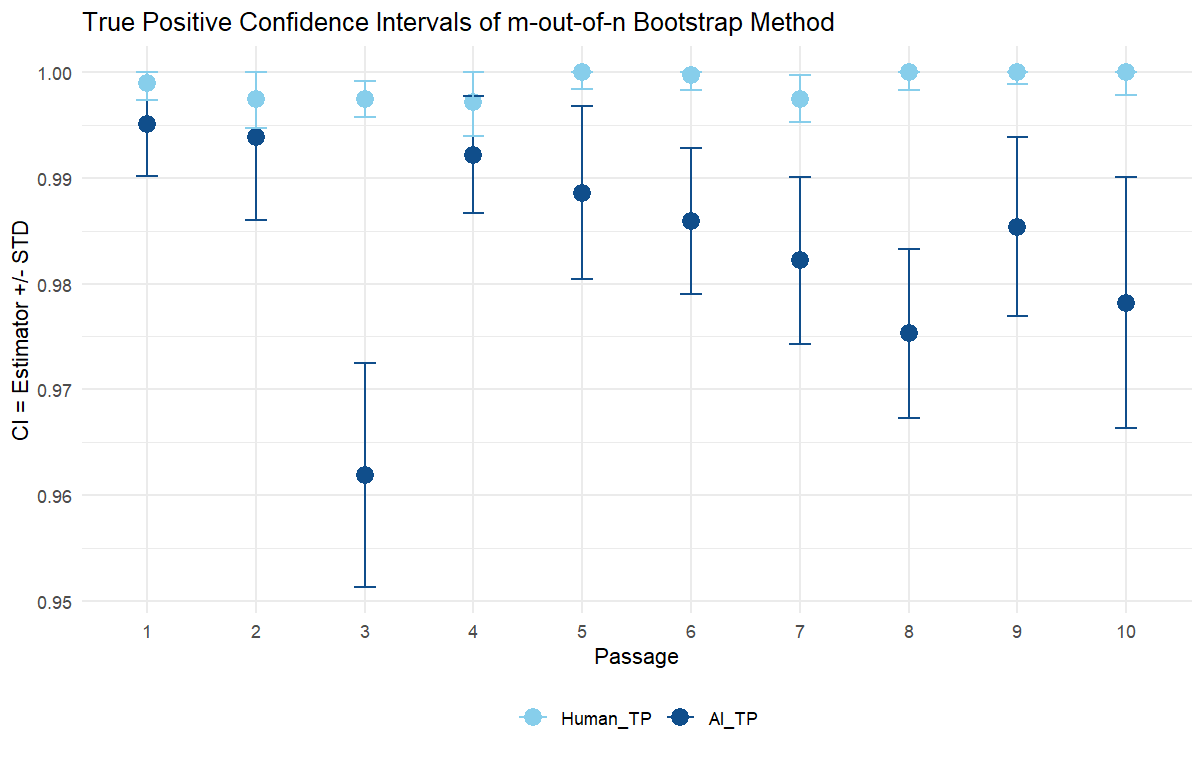 True Positive Confidence Intervals of m-out-of-n Bootstrap Method
CI = Estimator +/- STD
1.00
0.99
0.98
0.97
0.96
0.95
1 2 3 4 5 6 7 8 9 10
Passage
Human_TP AI_TP